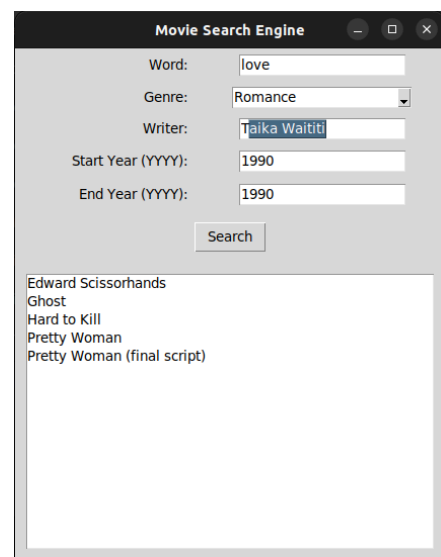 Movie Search Engine
Word: love
Genre: Romance
Writer: Taika Waititi
Start Year (YYYY): 1990
End Year (YYYY): 1990
Search
Edward Scissorhands
Ghost
Hard to Kill
Pretty Woman
Pretty Woman (final script)